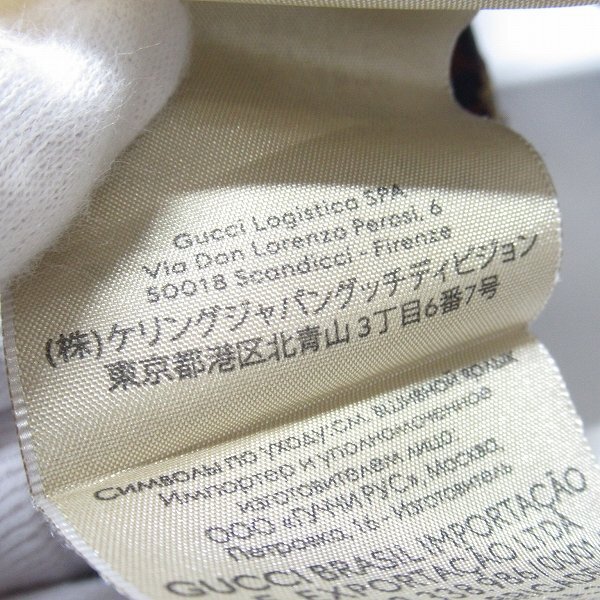 Gucci Logistica SPA
Via Don Lorenzo Perosi, 6
50018 Scandicci - Firenze
(株)ケリングジャパングッチディビジョン
東京都港区北青山 3丁目6番7号
Символы по уходу см. вшивной ярлык
Импортер и уполномоченное
изготовителем лицо:
ООО «ГУЧЧИ РУС», Москва,
Петровка, 16 - Изготовитель
GUCCI BRASIL IMPORTAÇÃO
E EXPORTAÇÃO LTDA